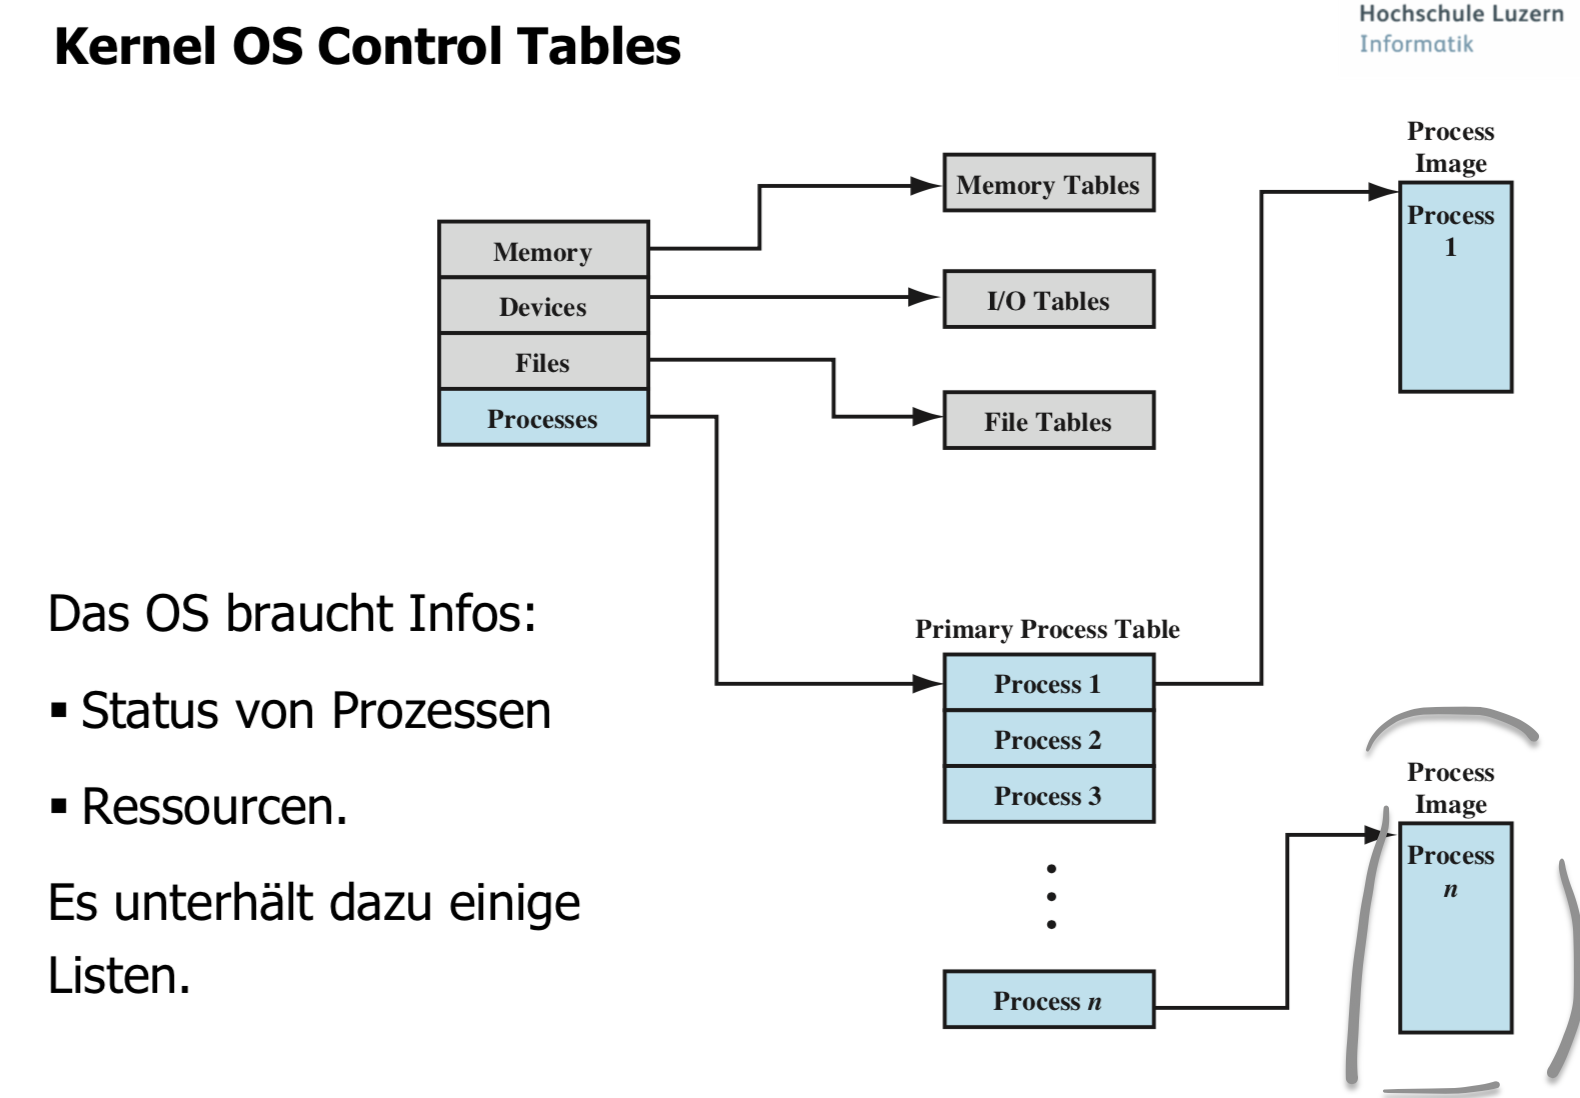 Kernel OS Control Tables
Hochschule Luzern
Informatik
Memory
Devices
Files
Processes
Memory Tables
I/O Tables
File Tables
Process
Image
Process
1
Das OS braucht Infos:
▪ Status von Prozessen
▪ Ressourcen.
Es unterhält dazu einige
Listen.
Primary Process Table
Process 1
Process 2
Process 3
Process n
Process
Image
Process
n